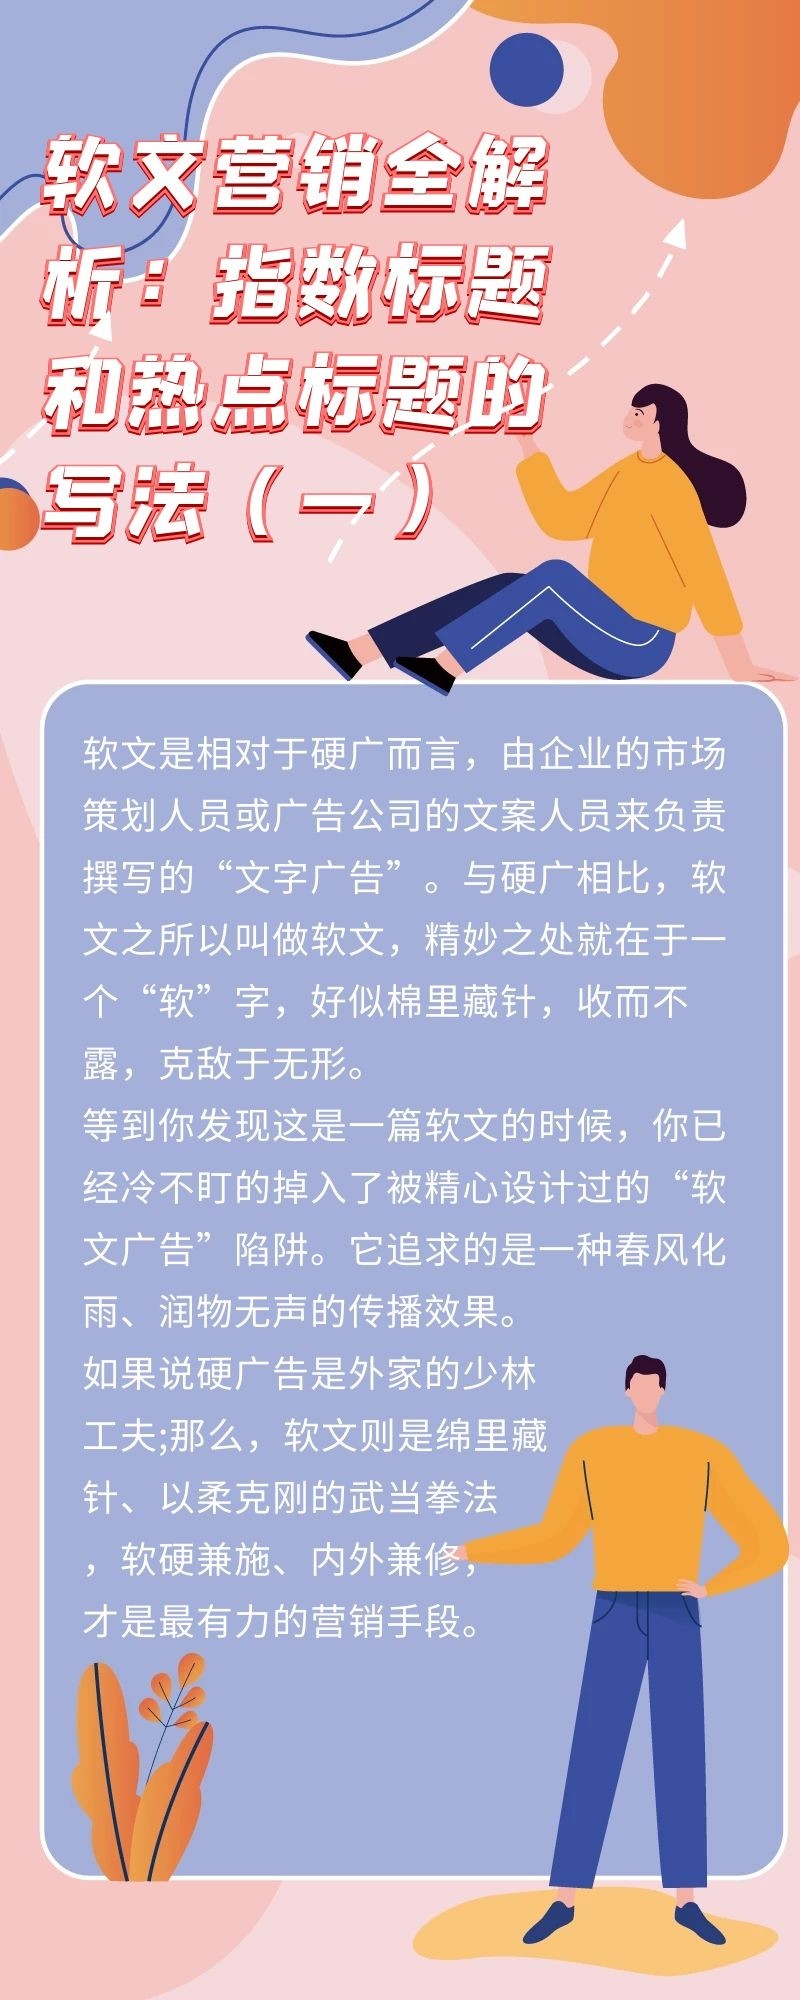 软文营销全解
析：指数标题
和热点标题的
写法（一）
软文是相对于硬广而言，由企业的市场
策划人员或广告公司的文案人员来负责
撰写的“文字广告”。与硬广相比，软
文之所以叫做软文，精妙之处就在于一
个“软”字，好似棉里藏针，收而不
露，克敌于无形。
等到你发现这是一篇软文的时候，你已
经冷不盯的掉入了被精心设计过的“软
文广告”陷阱。它追求的是一种春风化
雨、润物无声的传播效果。
如果说硬广告是外家的少林
工夫;那么，软文则是绵里藏
针、以柔克刚的武当拳法
，软硬兼施、内外兼修，
才是最有力的营销手段。